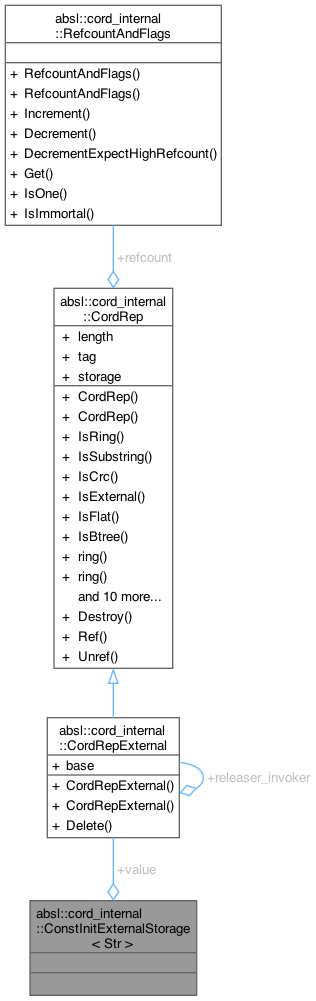 absl::cord_internal
::RefcountAndFlags
+ RefcountAndFlags()
+ RefcountAndFlags()
+ Increment()
+ Decrement()
+ DecrementExpectHighRefcount()
+ Get()
+ IsOne()
+ IsImmortal()
+refcount
absl::cord_internal
::CordRep
+ length
+ tag
+ storage
+ CordRep()
+ CordRep()
+ IsRing()
+ IsSubstring()
+ IsCrc()
+ IsExternal()
+ IsFlat()
+ IsBtree()
+ ring()
+ ring()
and 10 more...
+ Destroy()
+ Ref()
+ Unref()
absl::cord_internal
::CordRepExternal
+ base
+ CordRepExternal()
+ CordRepExternal()
+ Delete()
+releaser_invoker
+value
absl::cord_internal
::ConstInitExternalStorage
< Str >